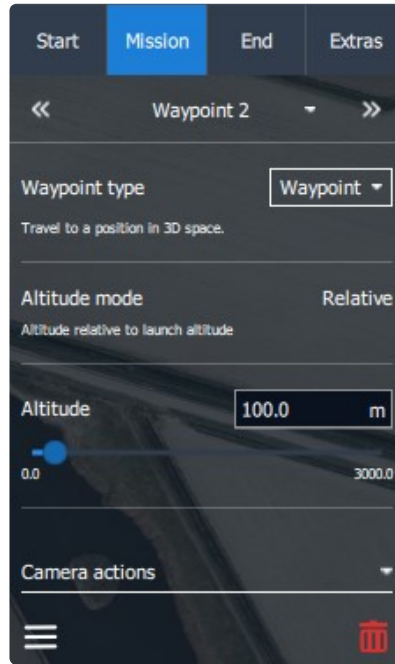 Start Mission End Extras
Waypoint 2
Waypoint type Waypoint
Travel to a position in 3D space.
Altitude mode Relative
Altitude relative to launch altitude
Altitude 100.0 m
0.0 3000.0
Camera actions